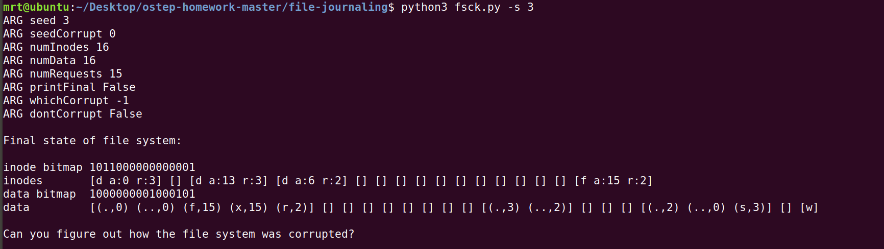 mrt@ubuntu:~/Desktop/ostep-homework-master/file-journaling$ python3 fsck.py -s 3
ARG seed 3
ARG seedCorrupt 0
ARG numInodes 16
ARG numData 16
ARG numRequests 15
ARG printFinal False
ARG whichCorrupt -1
ARG dontCorrupt False
Final state of file system:
inode bitmap 1011000000000001
inodes       [d a:0 r:3] [] [d a:13 r:3] [d a:6 r:2] [] [] [] [] [] [] [] [] [] [] [] [f a:15 r:2]
data bitmap  1000000001000101
data         [(.,0) (..,0) (f,15) (x,15) (r,2)] [] [] [] [] [] [] [] [] [(.,3) (..,2)] [] [] [] [(.,2) (..,0) (s,3)] [] [w]
Can you figure out how the file system was corrupted?